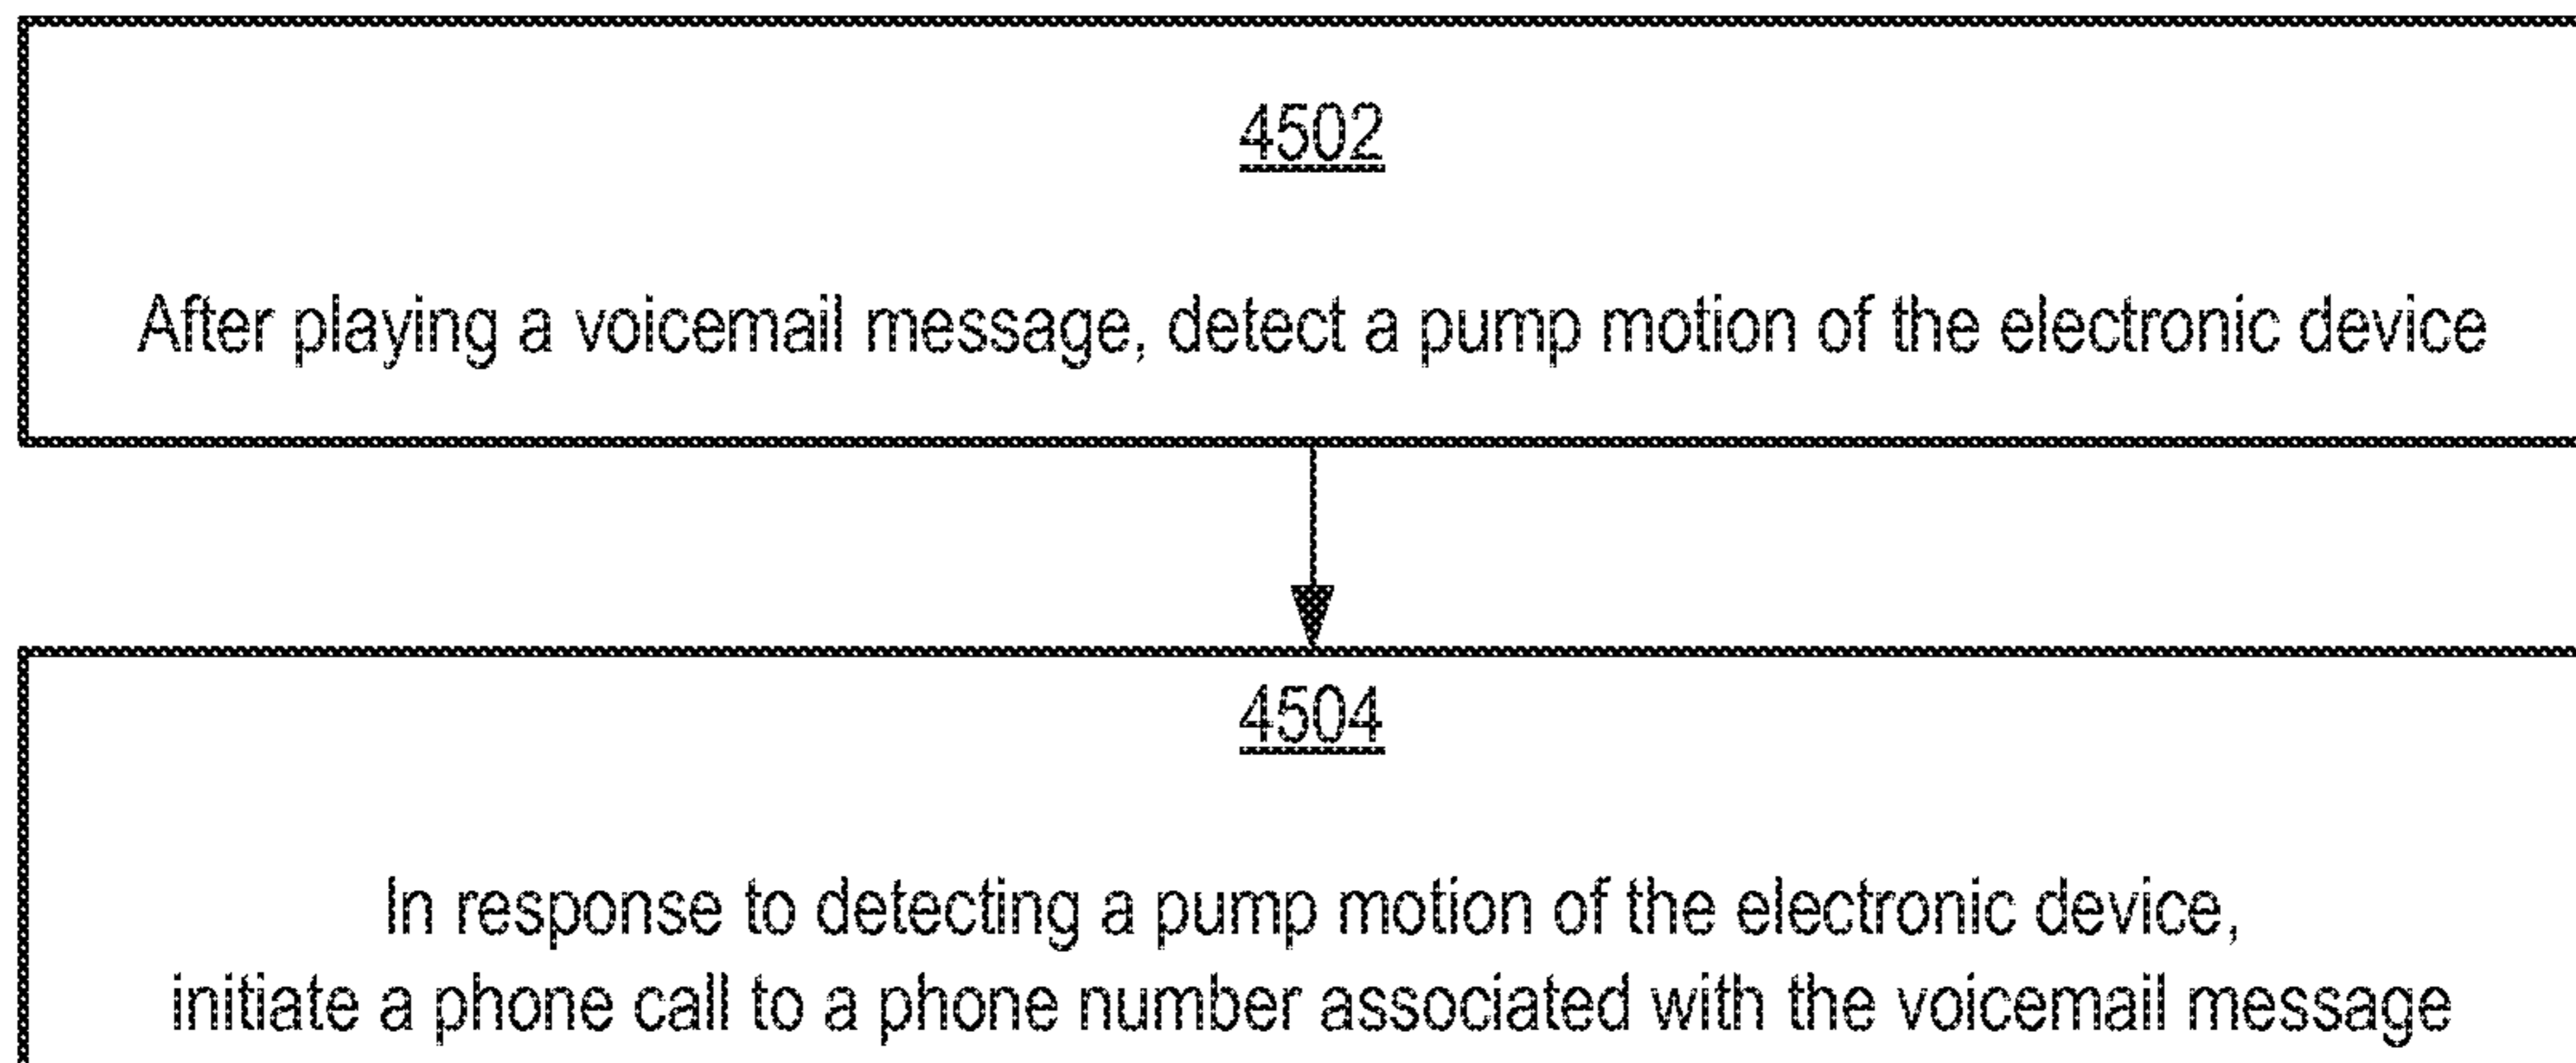 4502
After playing a voicemail message, detect a pump motion of the electronic device
4504
In response to detecting a pump motion of the electronic device,
initiate a phone call to a phone number associated with the voicemail message